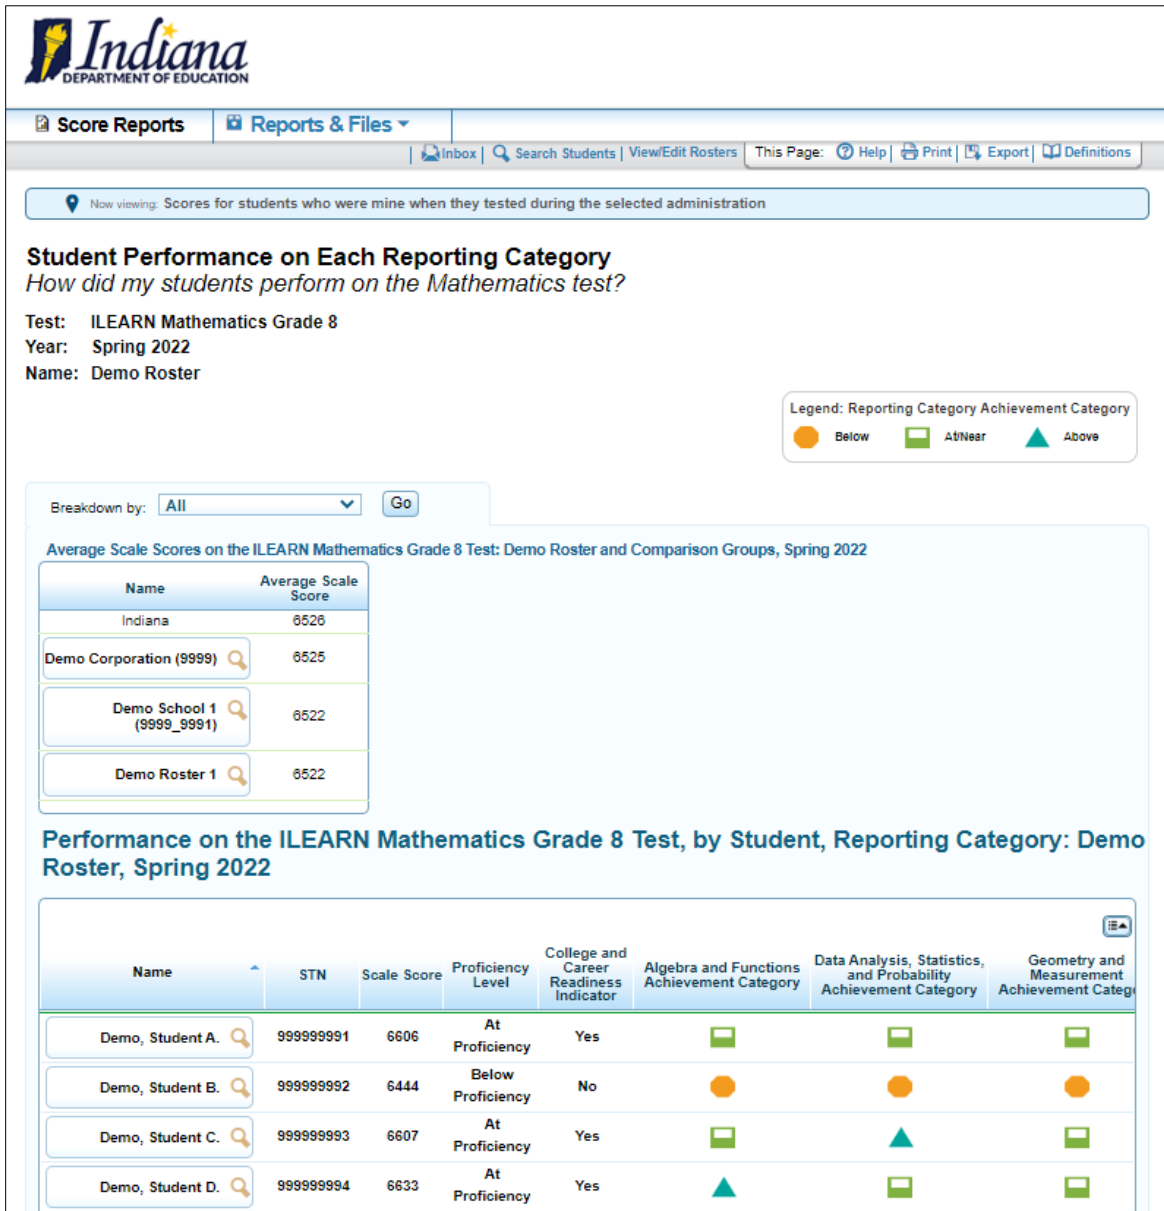 Indiana
DEPARTMENT OF EDUCATION
Score Reports
Reports & Files
Inbox | Search Students | View/Edit Rosters
This Page: Help | Print | Export | Definitions
Now viewing: Scores for students who were mine when they tested during the selected administration
Student Performance on Each Reporting Category
How did my students perform on the Mathematics test?
Test: ILEARN Mathematics Grade 8
Year: Spring 2022
Name: Demo Roster
Legend: Reporting Category Achievement Category
Below At/Near Above
Breakdown by: All Go
Average Scale Scores on the ILEARN Mathematics Grade 8 Test: Demo Roster and Comparison Groups, Spring 2022
Name Average Scale
Score
Indiana 6526
Demo Corporation (9999) 6525
Demo School 1
(9999_9991) 6522
Demo Roster 1 6522
Performance on the ILEARN Mathematics Grade 8 Test, by Student, Reporting Category: Demo
Roster, Spring 2022
Name
STN
Scale Score
Proficiency
Level
College and
Career
Readiness
Indicator
Algebra and Functions
Achievement Category
Data Analysis, Statistics,
and Probability
Achievement Category
Geometry and
Measurement
Achievement Categ
Demo, Student A. 999999991 6606 At
Proficiency Yes
Demo, Student B. 999999992 6444 Below
Proficiency No
Demo, Student C. 999999993 6607 At
Proficiency Yes
Demo, Student D. 999999994 6633 At
Proficiency Yes